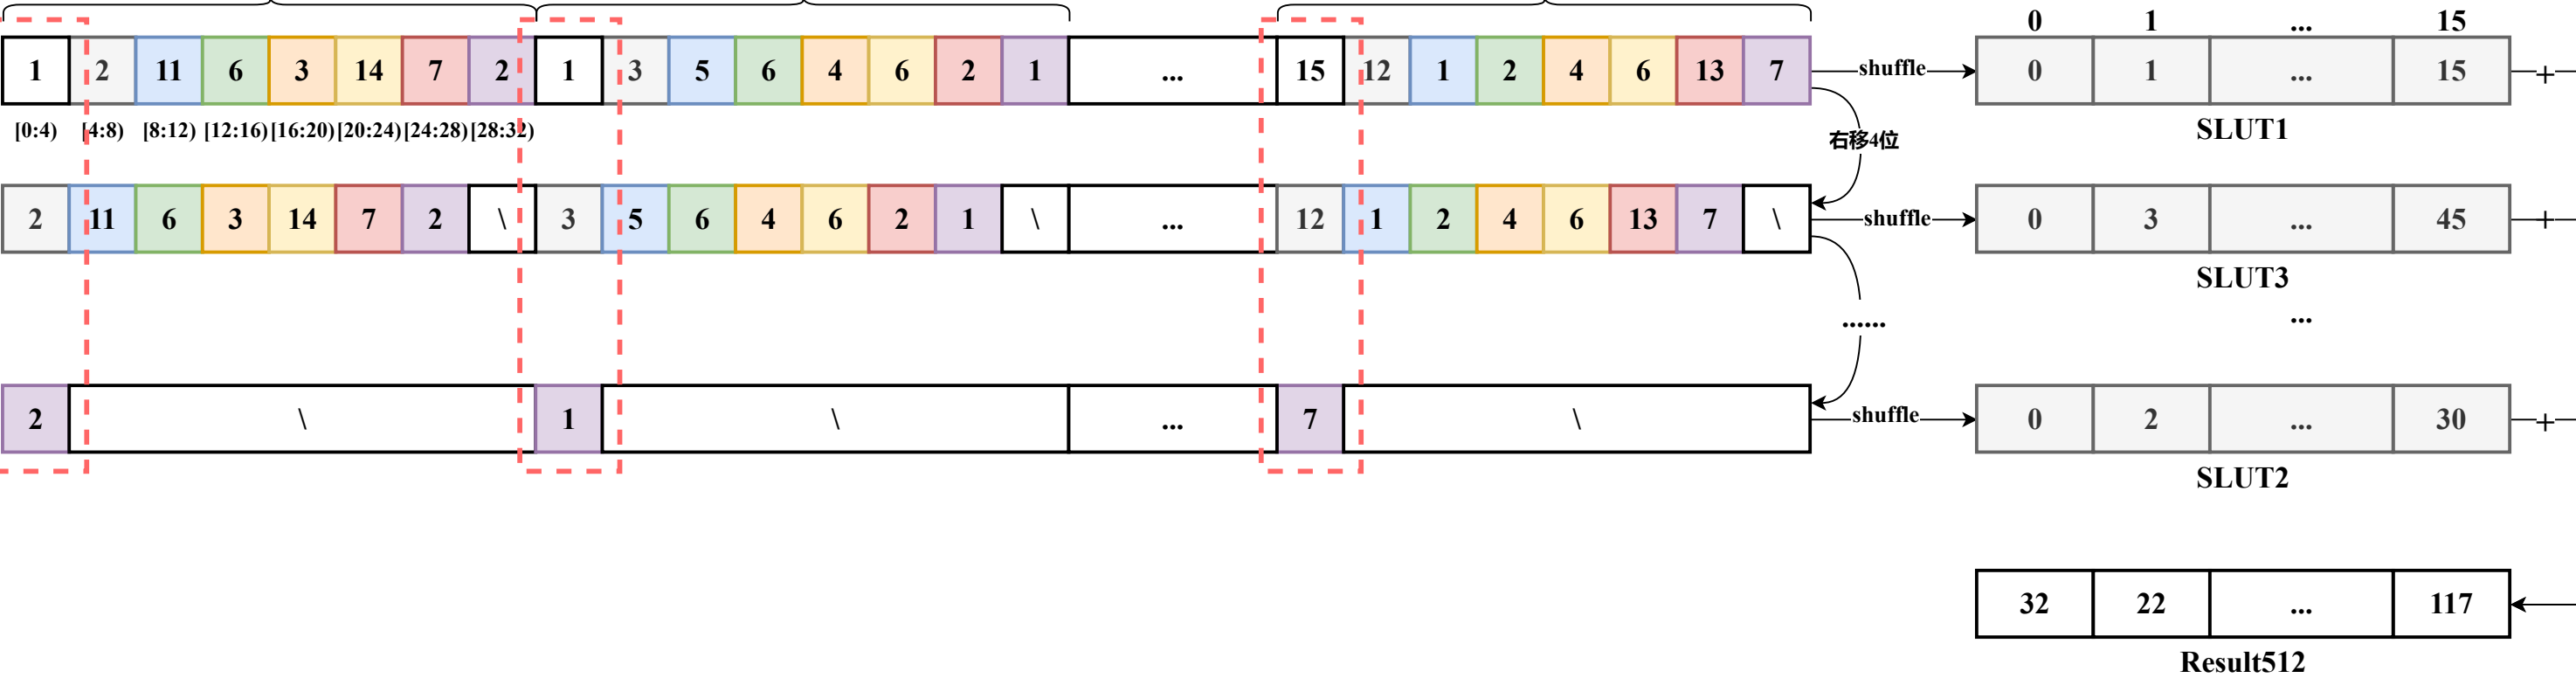 0 1 ... 15
1 2 11 6 3 14 7 2 1 3 5 6 4 6 2 1 ... 15 12 1 2 4 6 13 7 shuffle 0 1 ... 15 +
[0:4) [4:8) [8:12) [12:16) [16:20) [20:24) [24:28) [28:32) SLUT1
右移4位
2 11 6 3 14 7 2 \ 3 5 6 4 6 2 1 \ ... 12 1 2 4 6 13 7 \ shuffle 0 3 ... 45 +
SLUT3
...... ...
2 \ 1 \ ... 7 \ shuffle 0 2 ... 30 +
SLUT2
32 22 ... 117
Result512